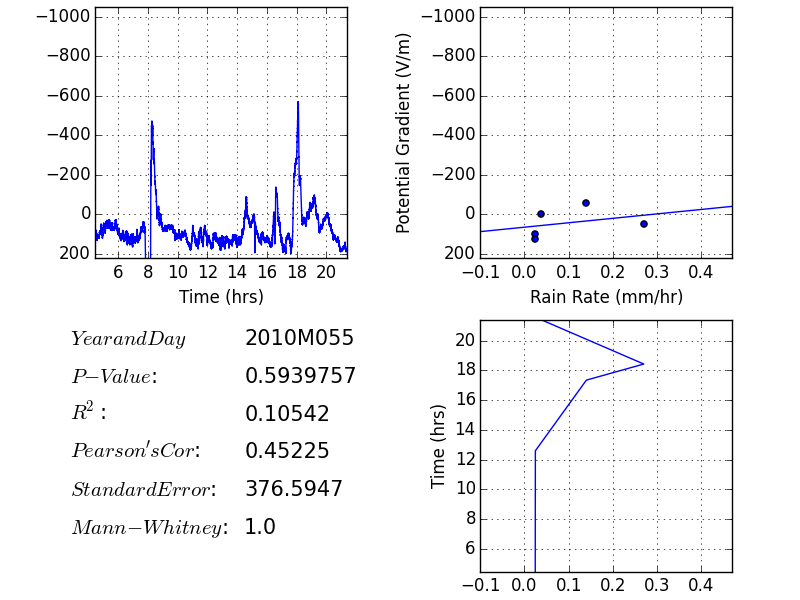 −1000
−800
−600
−400
−200
0
200
6 8 10 12 14 16 18 20
Time (hrs)
Potential Gradient (V/m)
−1000
−800
−600
−400
−200
0
200
−0.1 0.0 0.1 0.2 0.3 0.4
Rain Rate (mm/hr)
YearandDay 2010M055
P−Value: 0.5939757
R² : 0.10542
Pearson'sCor: 0.45225
StandardError: 376.5947
Mann−Whitney: 1.0
Time (hrs)
20
18
16
14
12
10
8
6
−0.1 0.0 0.1 0.2 0.3 0.4